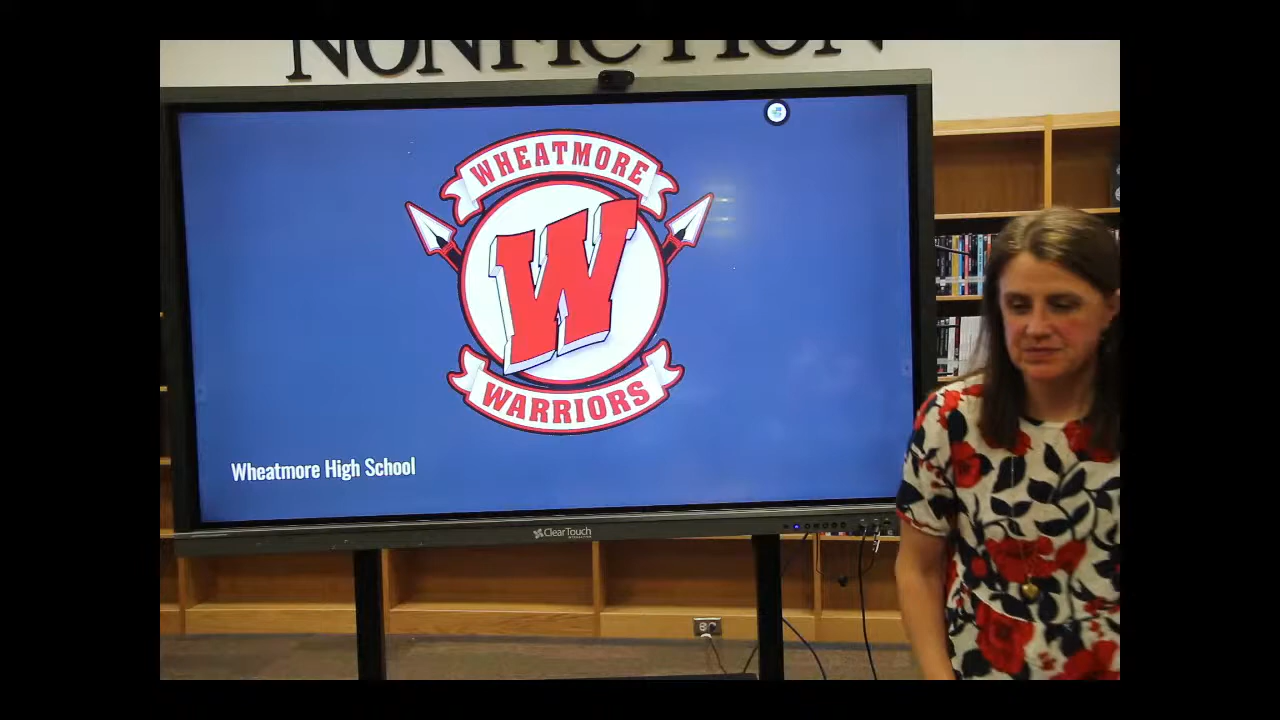 NONFICTION
WHEATMORE
W
WARRIORS
Wheatmore High School
ClearTouch